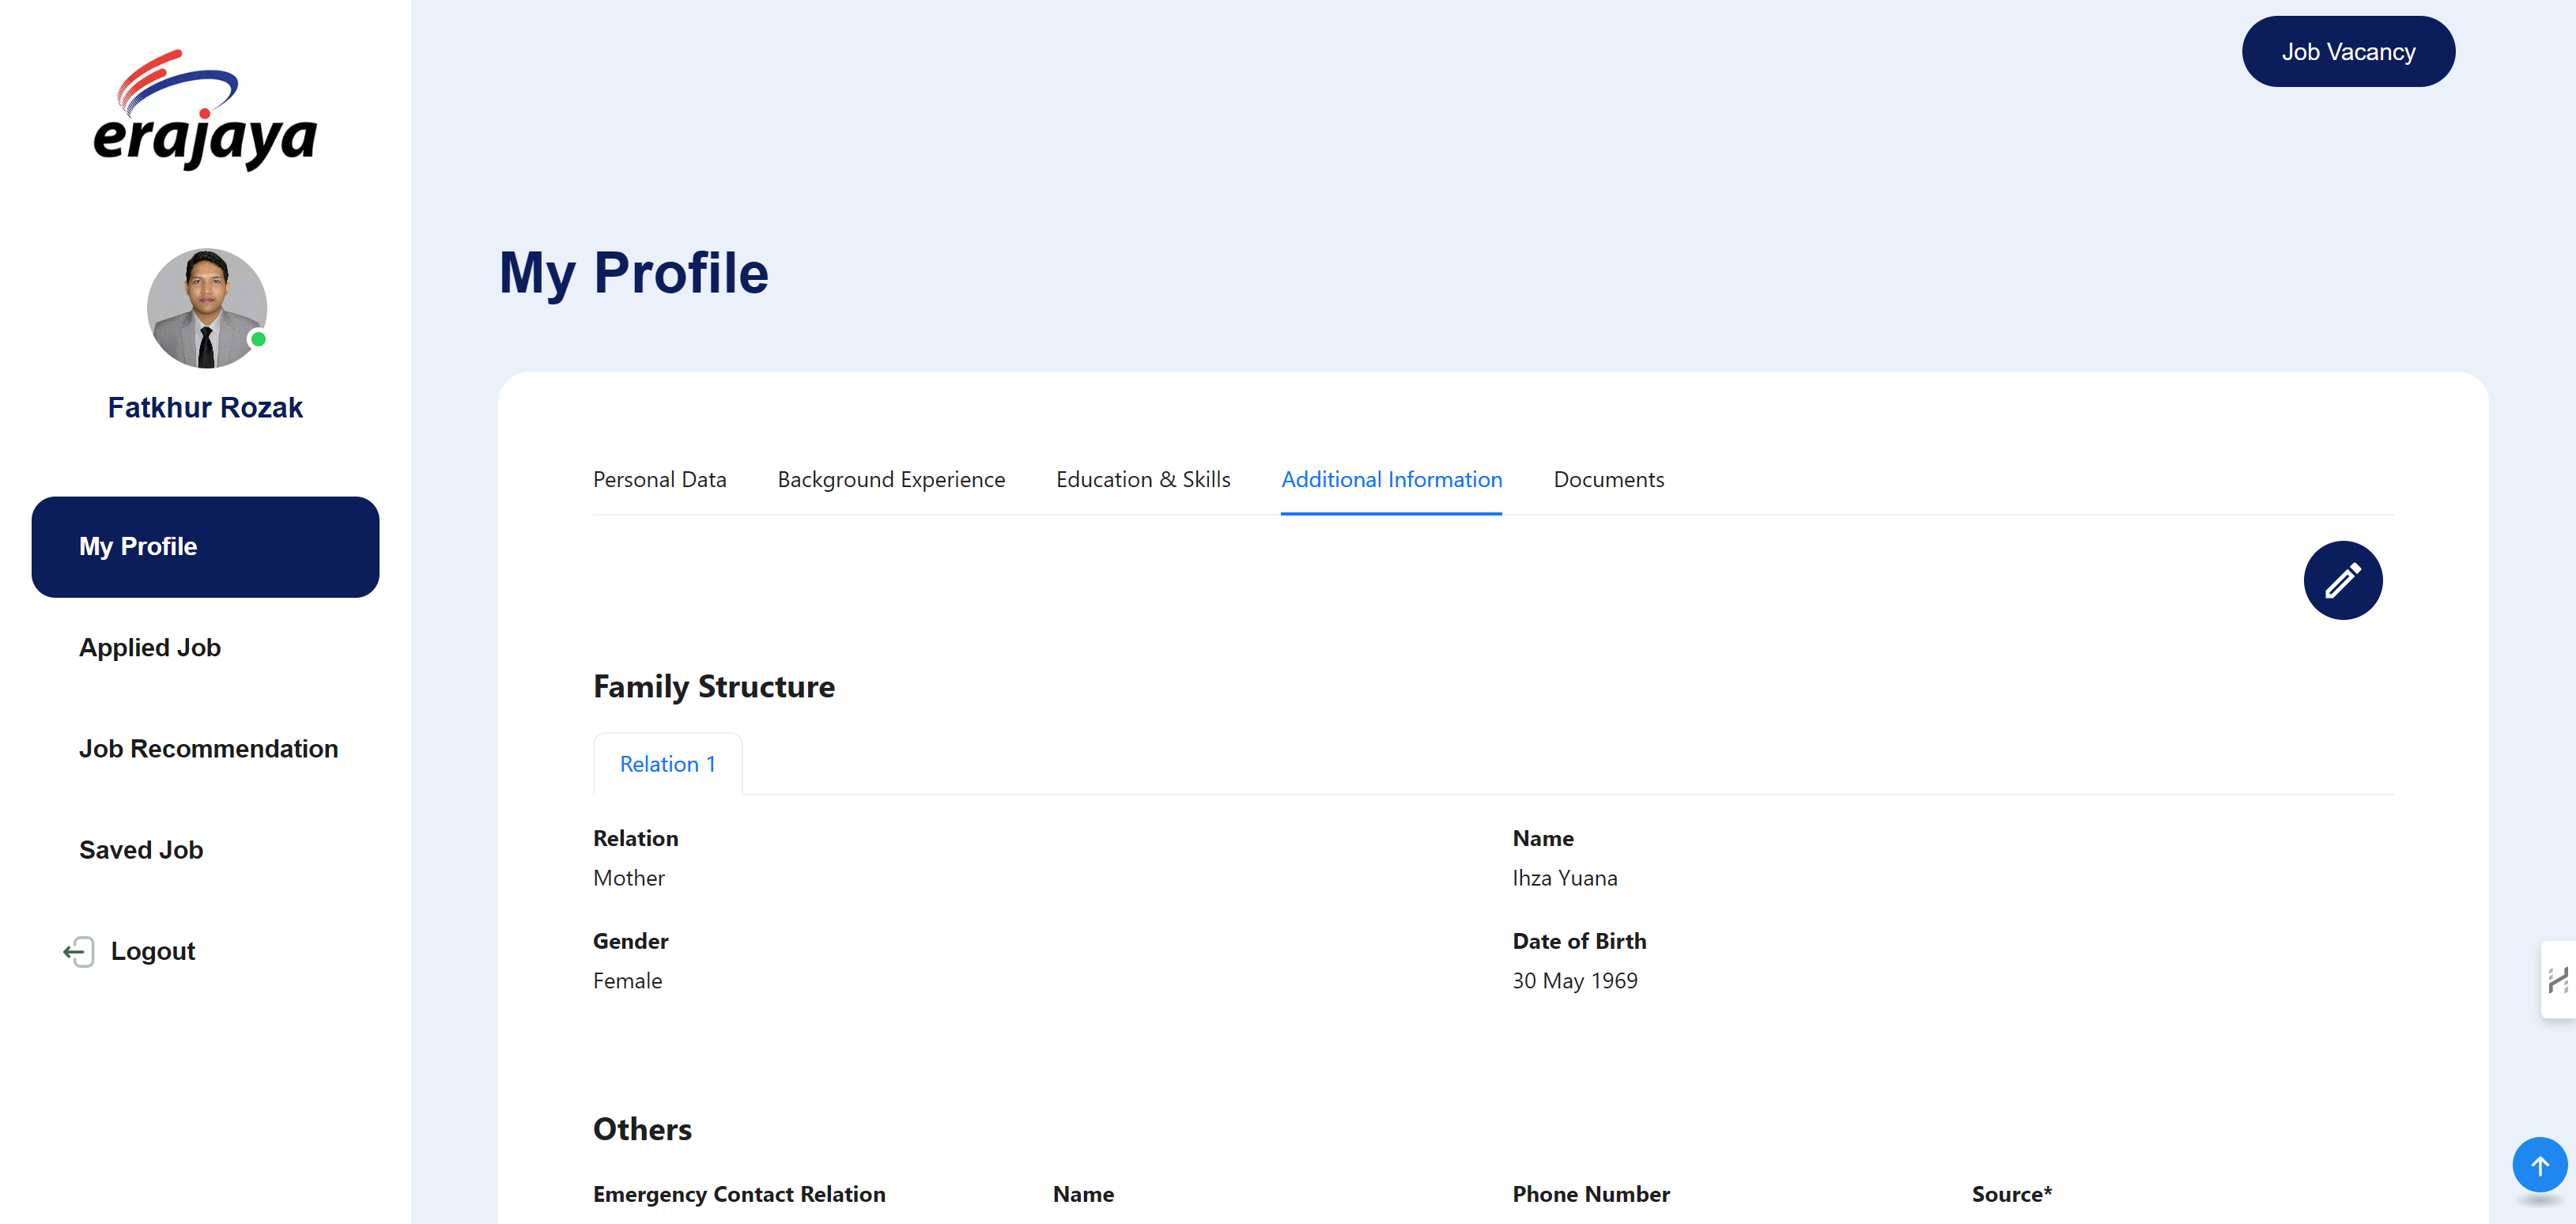 erajaya
Job Vacancy
Fatkhur Rozak
My Profile
Applied Job
Job Recommendation
Saved Job
Logout
My Profile
Personal Data Background Experience Education & Skills Additional Information Documents
Family Structure
Relation 1
Relation Name
Mother Ihza Yuana
Gender Date of Birth
Female 30 May 1969
Others
Emergency Contact Relation Name Phone Number Source*